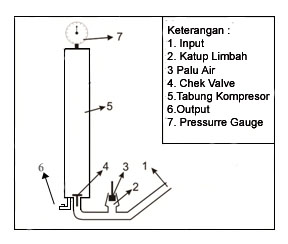 Keterangan :
1. Input
2. Katup Limbah
3 Palu Air
4. Chek Valve
5.Tabung Kompresor
6.Output
7. Pressurre Gauge
7
5
4
3
1
6
2